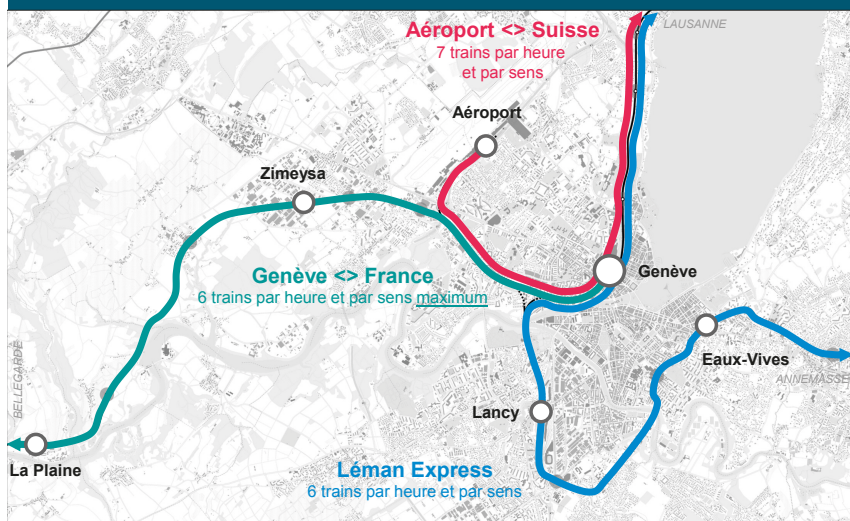 Aéroport <> Suisse
7 trains par heure
et par sens
LAUSANNE
Aéroport
Zimeysa
Genève
Genève <> France
6 trains par heure et par sens maximum
Eaux-Vives
ANNEMASSE
BELLEGARDE
Lancy
La Plaine
Léman Express
6 trains par heure et par sens